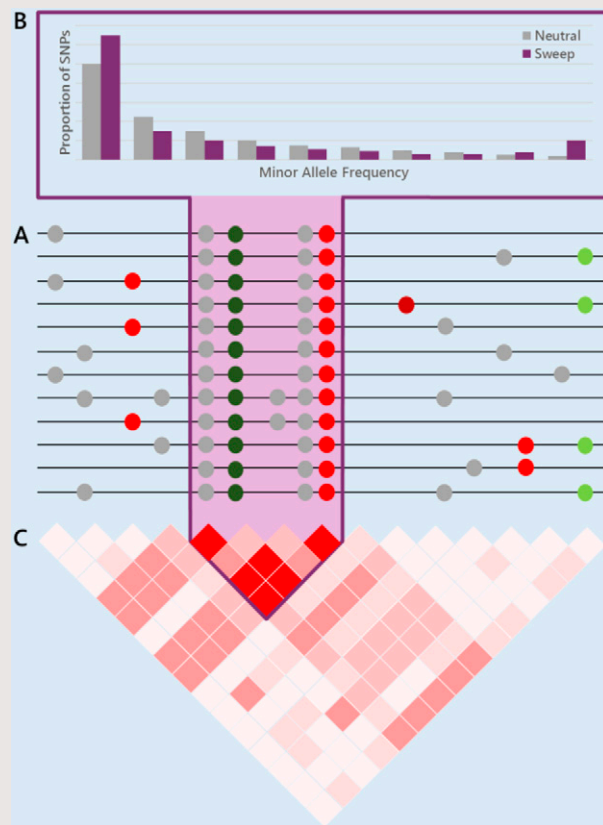 B
Proportion of SNPs
Neutral
Sweep
Minor Allele Frequency
A
C